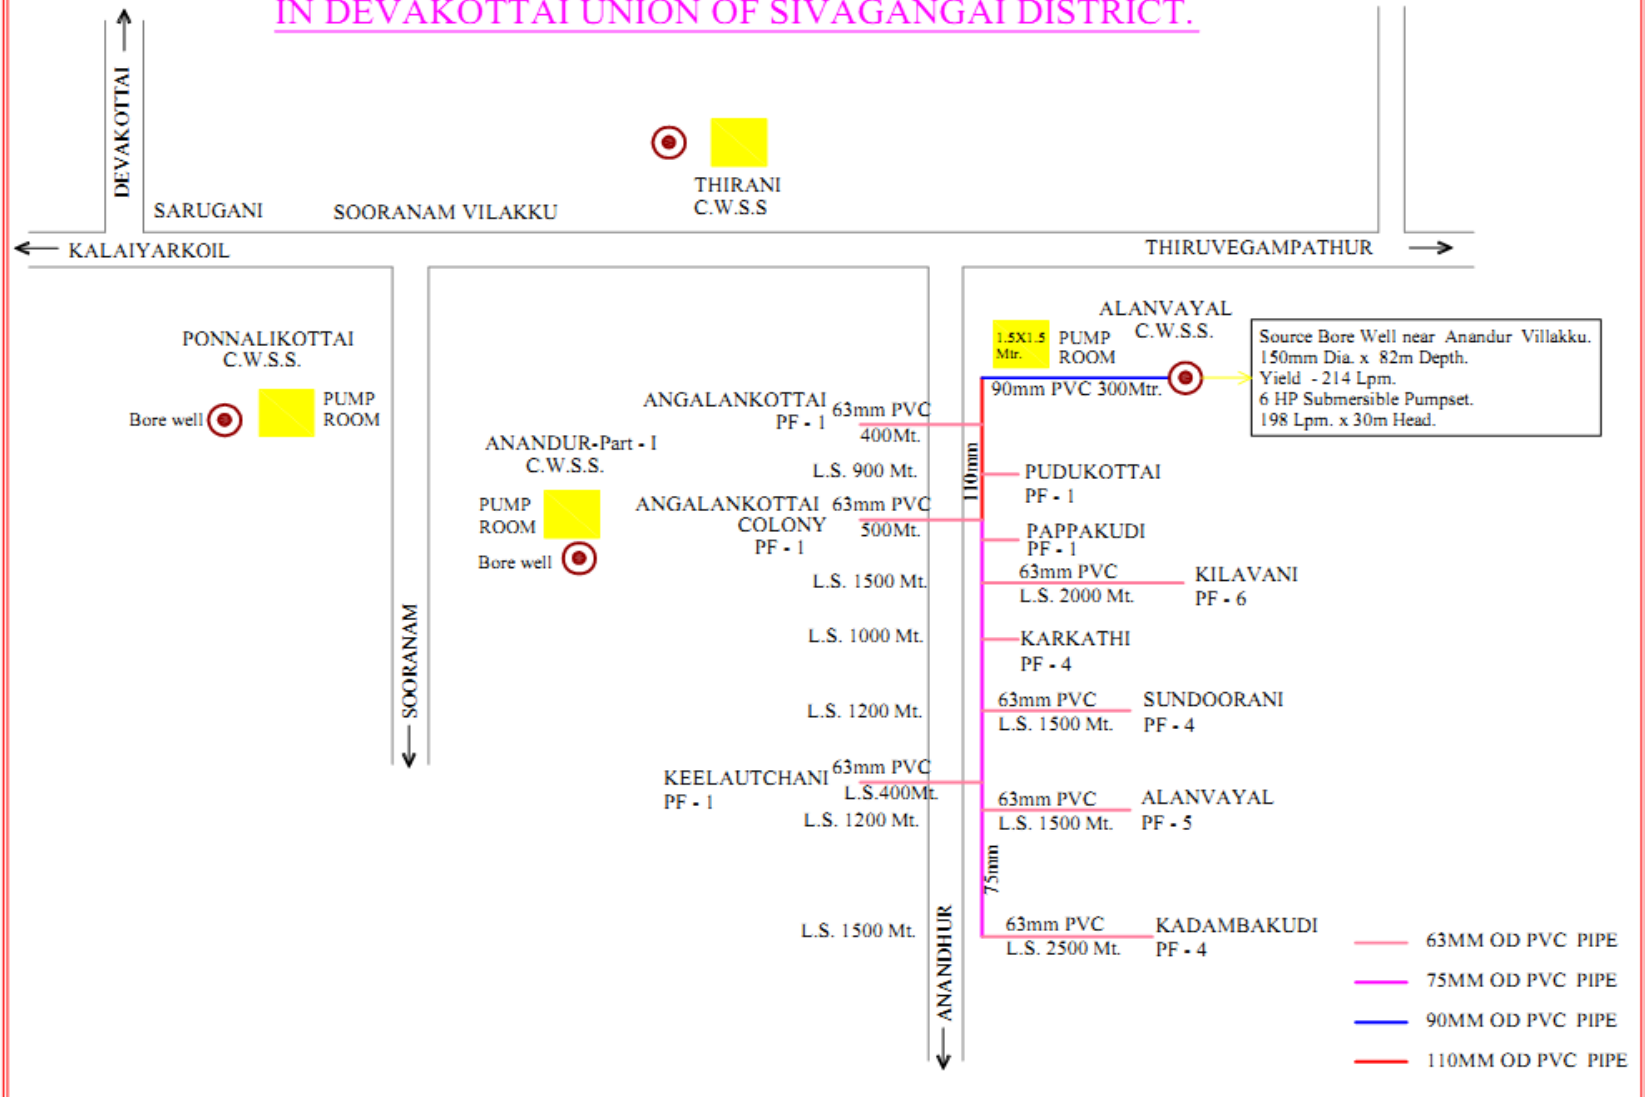 IN DEVAKOTTAI UNION OF SIVAGANGAI DISTRICT.
DEVAKOTTAI
THIRANI
C.W.S.S
SARUGANI
SOORANAM VILAKKU
KALAIYARKOIL
THIRUVEGAMPATHUR
PONNALIKOTTAI
C.W.S.S.
PUMP
ROOM
Bore well
ANANDUR-Part - I
C.W.S.S.
PUMP
ROOM
Bore well
SOORANAM
1.5X1.5
Mtr.
PUMP
ROOM
ALANVAYAL
C.W.S.S.
90mm PVC 300Mtr.
Source Bore Well near Anandur Villakku.
150mm Dia. x 82m Depth.
Yield - 214 Lpm.
6 HP Submersible Pumpset.
198 Lpm. x 30m Head.
ANGALANKOTTAI
PF - 1
63mm PVC
400Mt.
L.S. 900 Mt.
110mm
PUDUKOTTAI
PF - 1
ANGALANKOTTAI
COLONY
PF - 1
63mm PVC
500Mt.
PAPPAKUDI
PF - 1
L.S. 1500 Mt.
63mm PVC
L.S. 2000 Mt.
KILAVANI
PF - 6
L.S. 1000 Mt.
KARKATHI
PF - 4
L.S. 1200 Mt.
63mm PVC
L.S. 1500 Mt.
SUNDOORANI
PF - 4
KEELAUTCHANI
PF - 1
63mm PVC
L.S.400Mt.
L.S. 1200 Mt.
63mm PVC
L.S. 1500 Mt.
ALANVAYAL
PF - 5
75mm
L.S. 1500 Mt.
63mm PVC
L.S. 2500 Mt.
KADAMBAKUDI
PF - 4
ANANDHUR
63MM OD PVC PIPE
75MM OD PVC PIPE
90MM OD PVC PIPE
110MM OD PVC PIPE